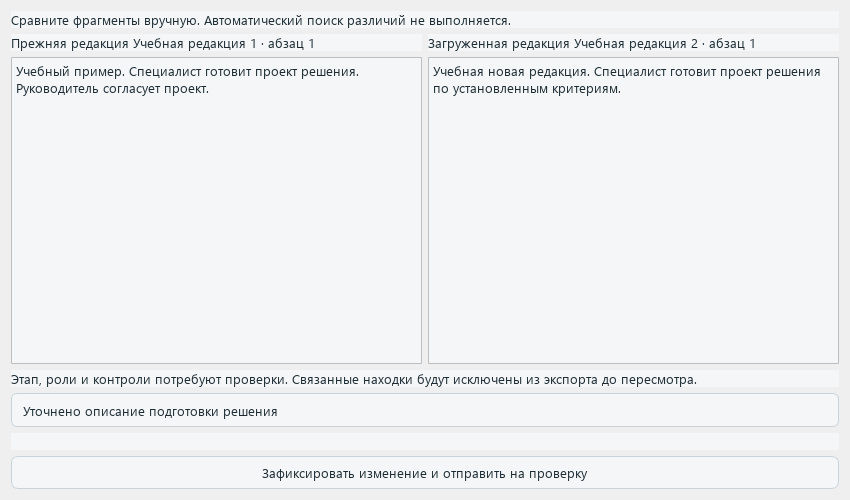 Сравните фрагменты вручную. Автоматический поиск различий не выполняется.
Прежняя редакция Учебная редакция 1 · абзац 1
Загруженная редакция Учебная редакция 2 · абзац 1
Учебный пример. Специалист готовит проект решения.
Руководитель согласует проект.
Учебная новая редакция. Специалист готовит проект решения
по установленным критериям.
Этап, роли и контроли потребуют проверки. Связанные находки будут исключены из экспорта до пересмотра.
Уточнено описание подготовки решения
Зафиксировать изменение и отправить на проверку